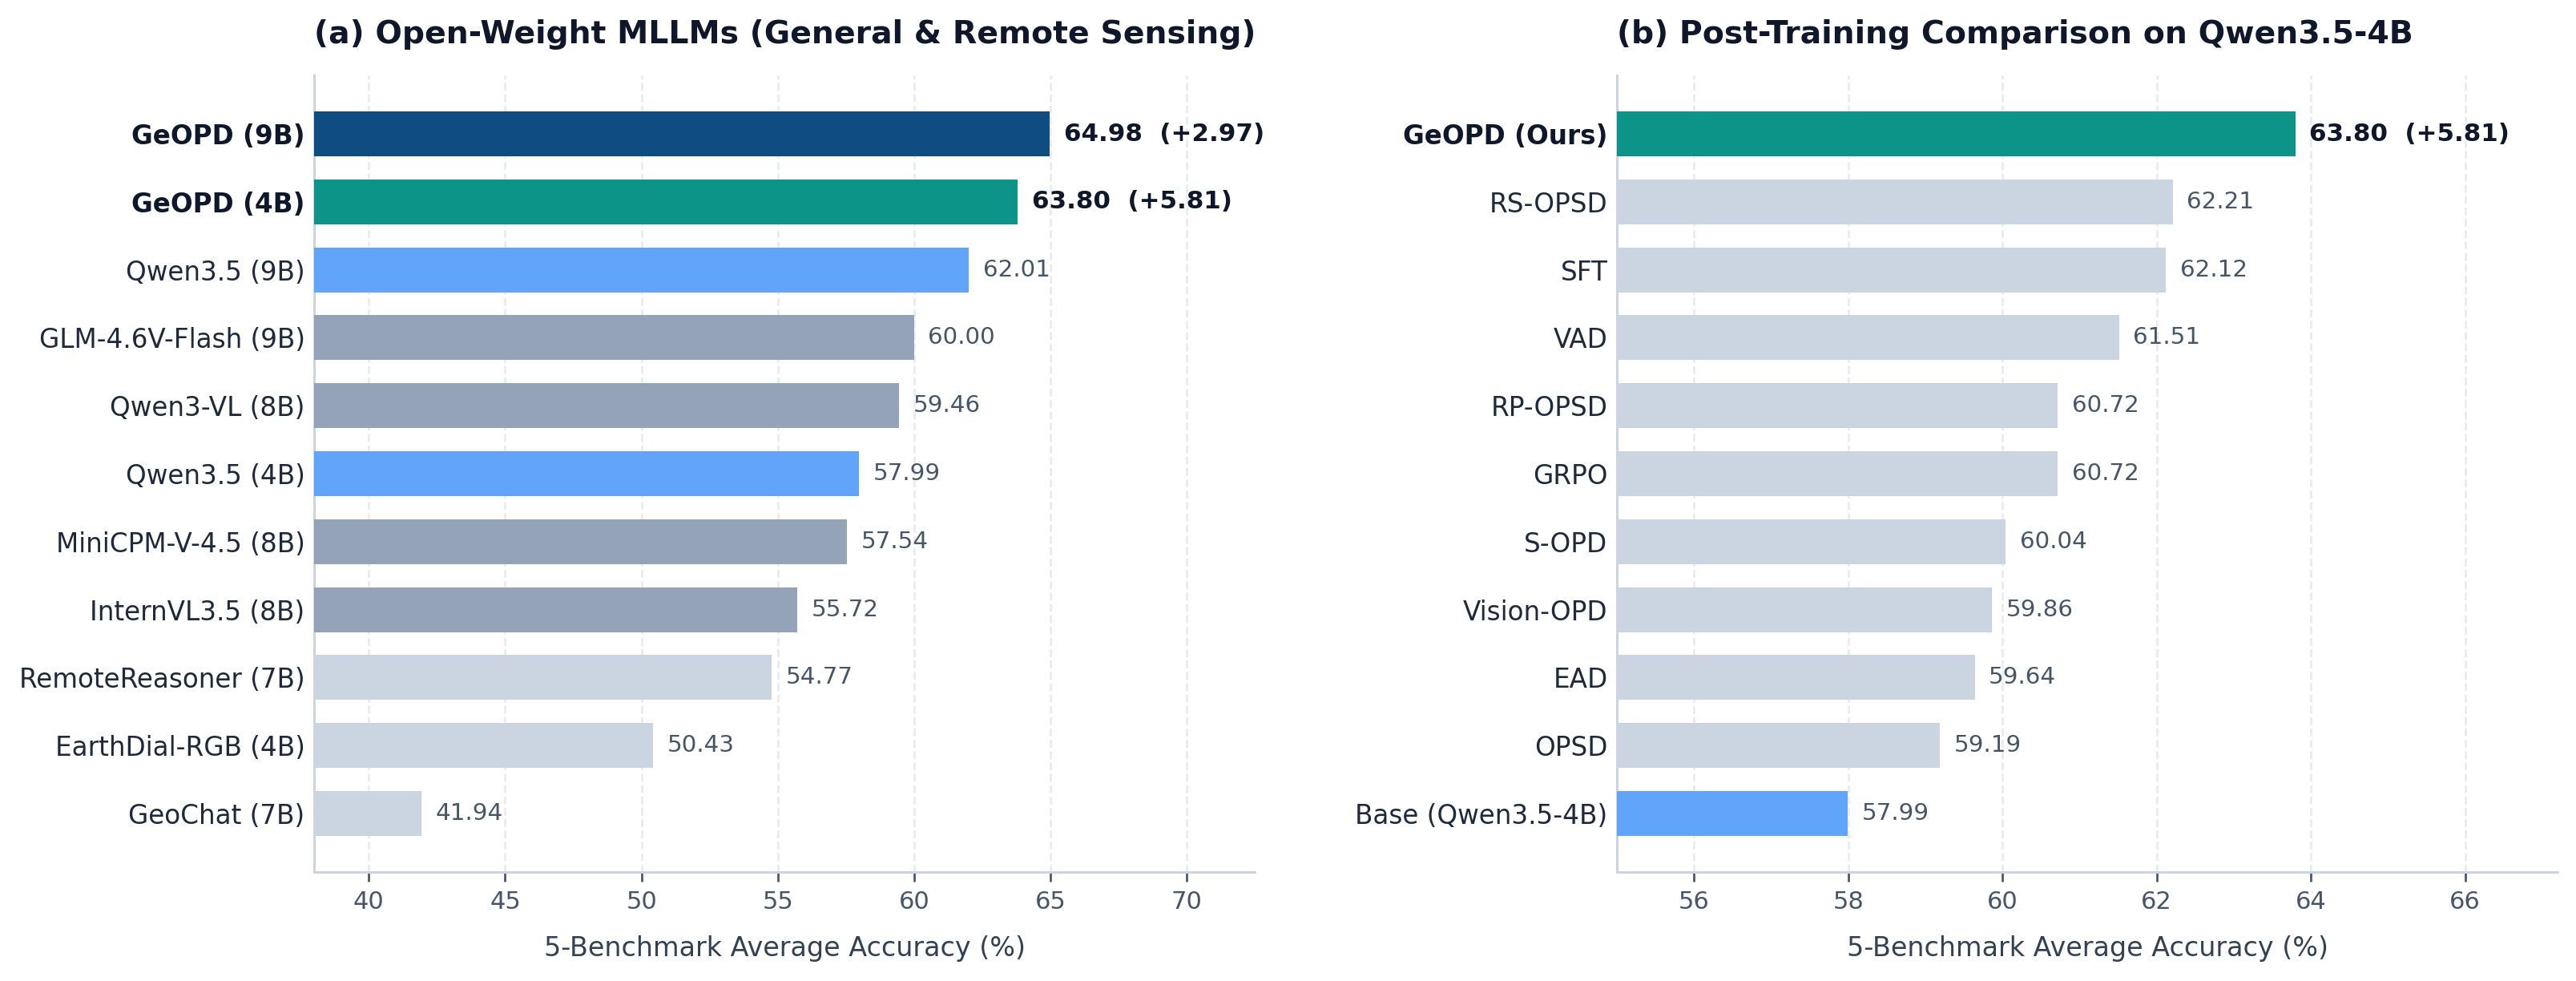 (a) Open-Weight MLLMs (General & Remote Sensing)
GeOPD (9B) 64.98 (+2.97)
GeOPD (4B) 63.80 (+5.81)
Qwen3.5 (9B) 62.01
GLM-4.6V-Flash (9B) 60.00
Qwen3-VL (8B) 59.46
Qwen3.5 (4B) 57.99
MiniCPM-V-4.5 (8B) 57.54
InternVL3.5 (8B) 55.72
RemoteReasoner (7B) 54.77
EarthDial-RGB (4B) 50.43
GeoChat (7B) 41.94
40 45 50 55 60 65 70
5-Benchmark Average Accuracy (%)
(b) Post-Training Comparison on Qwen3.5-4B
GeOPD (Ours) 63.80 (+5.81)
RS-OPSD 62.21
SFT 62.12
VAD 61.51
RP-OPSD 60.72
GRPO 60.72
S-OPD 60.04
Vision-OPD 59.86
EAD 59.64
OPSD 59.19
Base (Qwen3.5-4B) 57.99
56 58 60 62 64 66
5-Benchmark Average Accuracy (%)